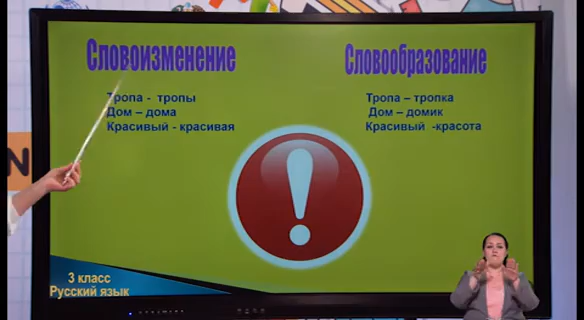 Словоизменение
Тропа - тропы
Дом – дома
Красивый - красивая
Словообразование
Тропа – тропка
Дом – домик
Красивый -красота
!
N
3 класс
Русский язык